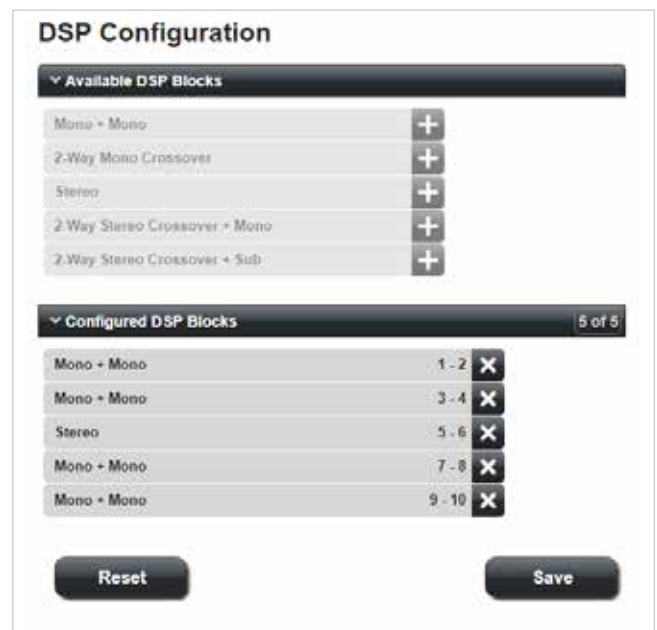 DSP Configuration
Available DSP Blocks
Mono + Mono
2-Way Mono Crossover
Stereo
2-Way Stereo Crossover + Mono
2-Way Stereo Crossover + Sub
Configured DSP Blocks 5 of 5
Mono + Mono 1 - 2
Mono + Mono 3 - 4
Stereo 5 - 6
Mono + Mono 7 - 8
Mono + Mono 9 - 10
Reset Save